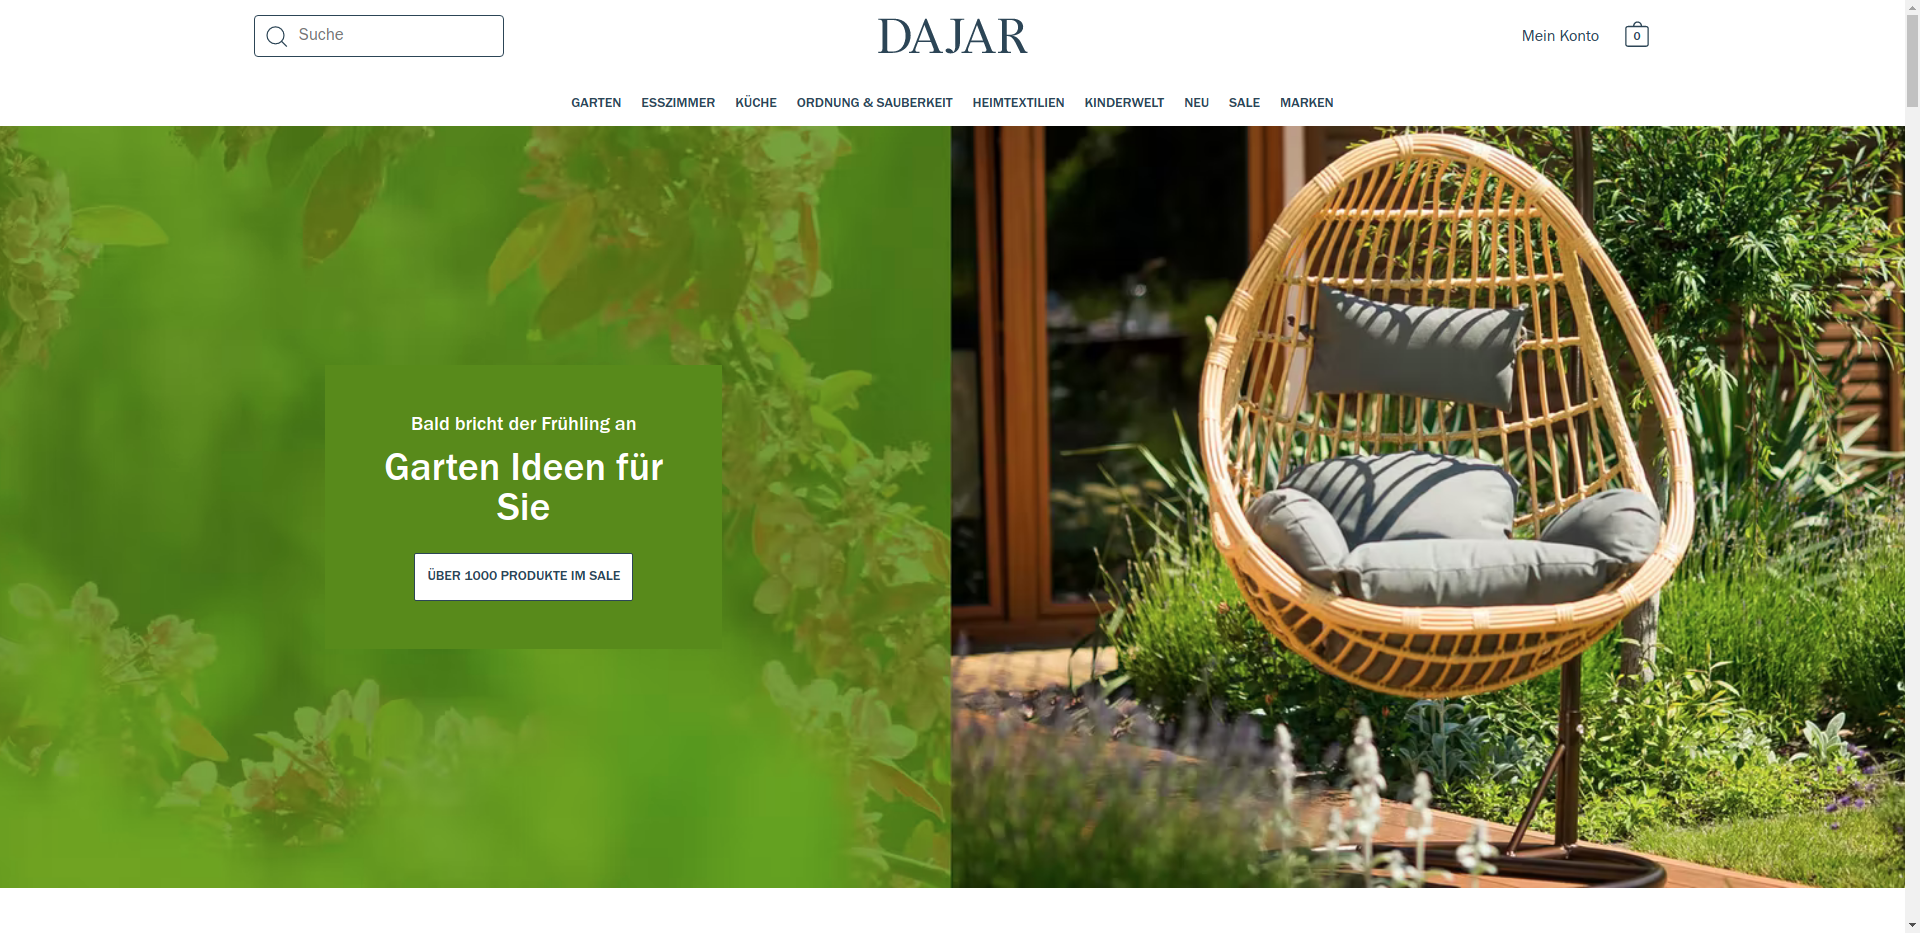 Suche
DAJAR
Mein Konto
0
GARTEN ESSZIMMER KÜCHE ORDNUNG & SAUBERKEIT HEIMTEXTILIEN KINDERWELT NEU SALE MARKEN
Bald bricht der Frühling an
Garten Ideen für
Sie
ÜBER 1000 PRODUKTE IM SALE